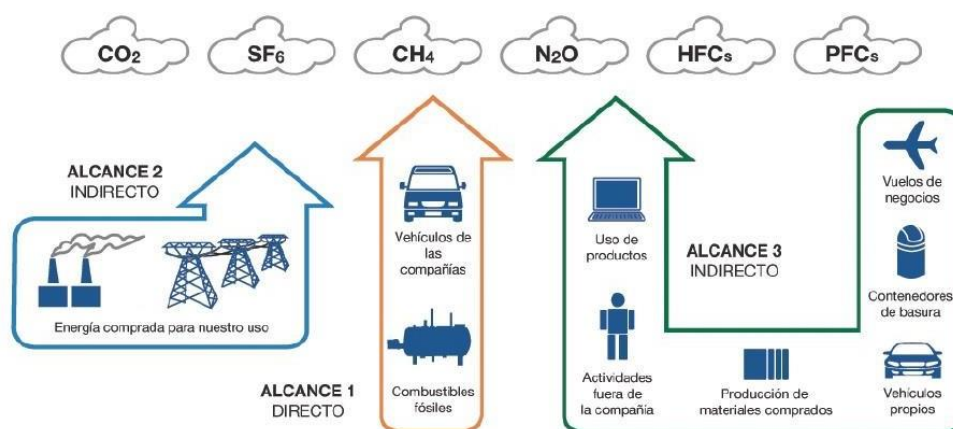 CO2
SF6
CH4
N2O
HFCs
PFCs
ALCANCE 2
INDIRECTO
Energía comprada para nuestro uso
ALCANCE 1
DIRECTO
Vehículos de
las
compañías
Combustibles
fósiles
Uso de
productos
Actividades
fuera de
la compañía
ALCANCE 3
INDIRECTO
Producción de
materiales comprados
Vuelos de
negocios
Contenedores
de basura
Vehículos
propios